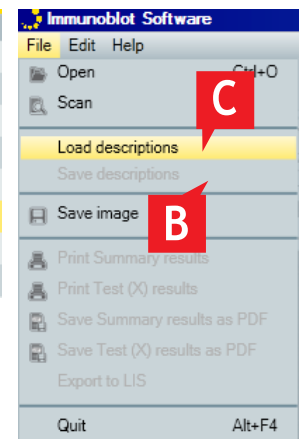 Immunoblot Software
File Edit Help
Open Ctrl+O
Scan
C
Load descriptions
Save descriptions
Save image
B
Print Summary results
Print Test (X) results
Save Summary results as PDF
Save Test (X) results as PDF
Export to LIS
Quit Alt+F4